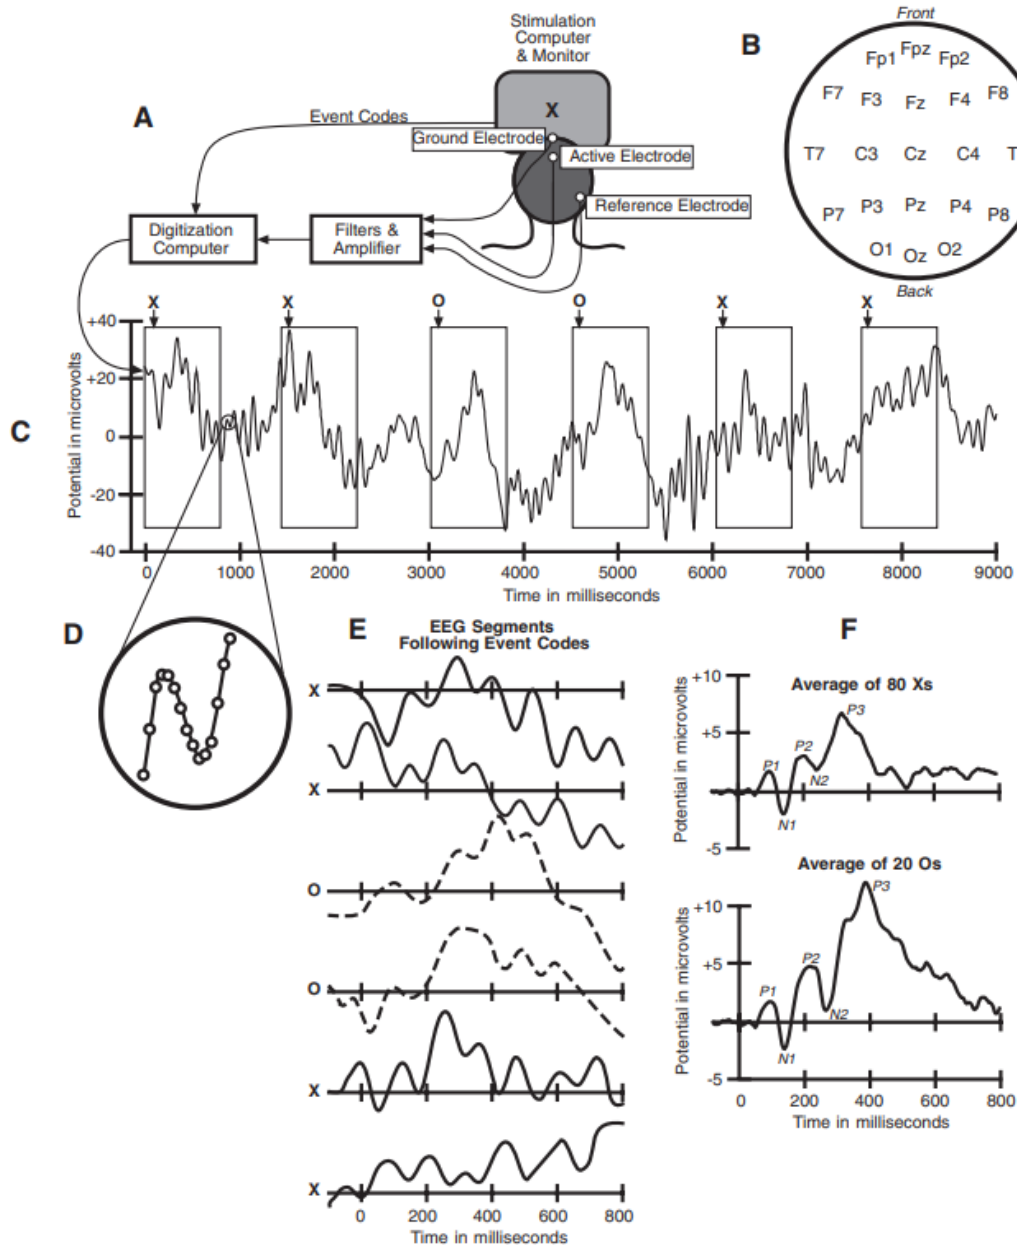 Stimulation
Computer
& Monitor
X
A
Event Codes
Ground Electrode
Active Electrode
Reference Electrode
Digitization
Computer
Filters &
Amplifier
B
Front
Fp1 Fpz Fp2
F7 F3 Fz F4 F8
T7 C3 Cz C4 T
P7 P3 Pz P4 P8
O1 Oz O2
Back
C
X X O O X X
Potential in microvolts
+40
+20
0
-20
-40
0 1000 2000 3000 4000 5000 6000 7000 8000 9000
Time in milliseconds
D
E
EEG Segments
Following Event Codes
X
X
O
O
X
X
0 200 400 600 800
Time in milliseconds
F
Average of 80 Xs
Potential in microvolts
+10
+5
-5
P1
N1
P2
N2
P3
Average of 20 Os
Potential in microvolts
+10
+5
-5
P1
N1
P2
N2
P3
0 200 400 600 800
Time in milliseconds